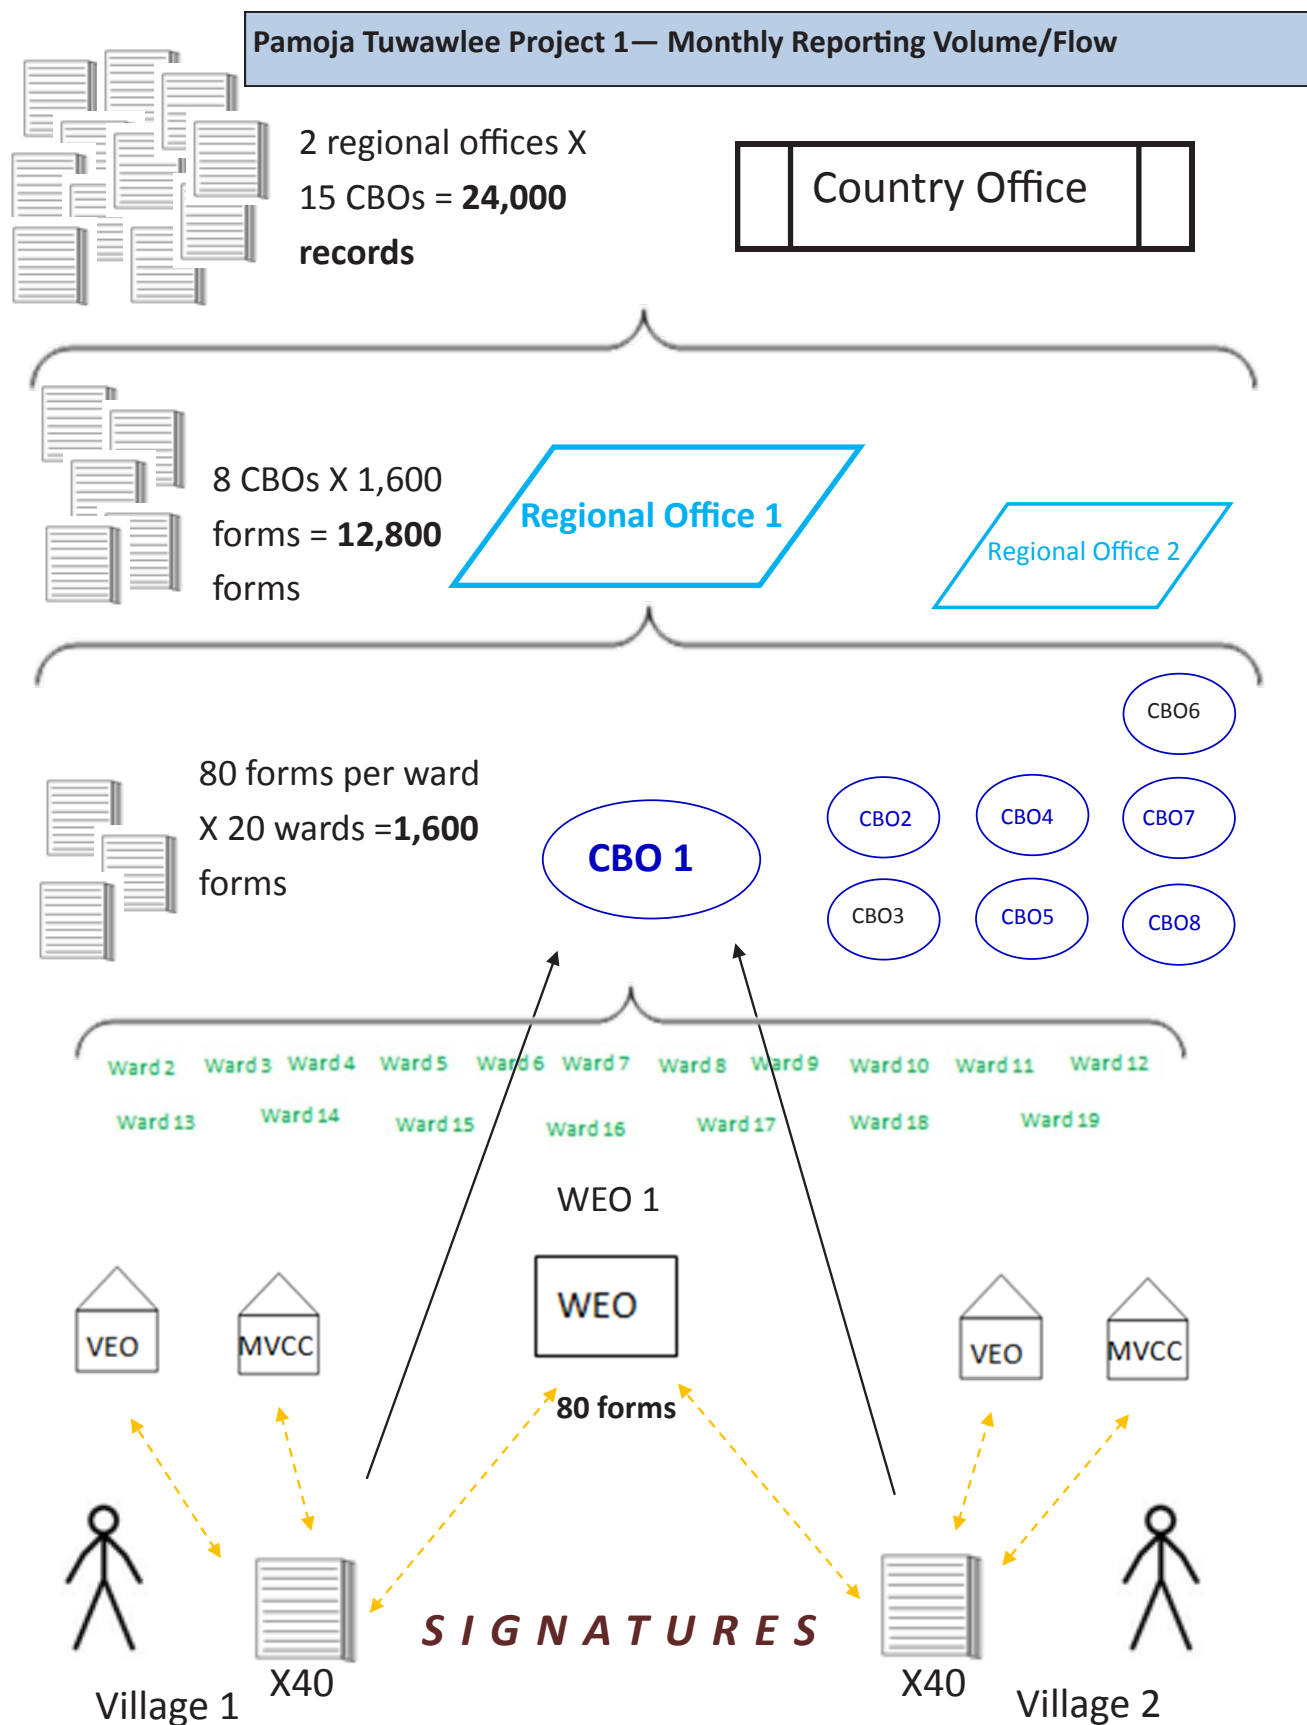 Pamoja Tuwawlee Project 1— Monthly Reporting Volume/Flow
2 regional offices X
15 CBOs = 24,000
records
Country Office
8 CBOs X 1,600
forms = 12,800
forms
Regional Office 1
Regional Office 2
80 forms per ward
X 20 wards =1,600
forms
CBO 1
CBO6
CBO2
CBO4
CBO7
CBO3
CBO5
CBO8
Ward 2 Ward 3 Ward 4 Ward 5 Ward 6 Ward 7 Ward 8 Ward 9 Ward 10 Ward 11 Ward 12
Ward 13 Ward 14 Ward 15 Ward 16 Ward 17 Ward 18 Ward 19
WEO 1
VEO
MVCC
WEO
VEO
MVCC
80 forms
SIGNATURES
X40
X40
Village 1
Village 2